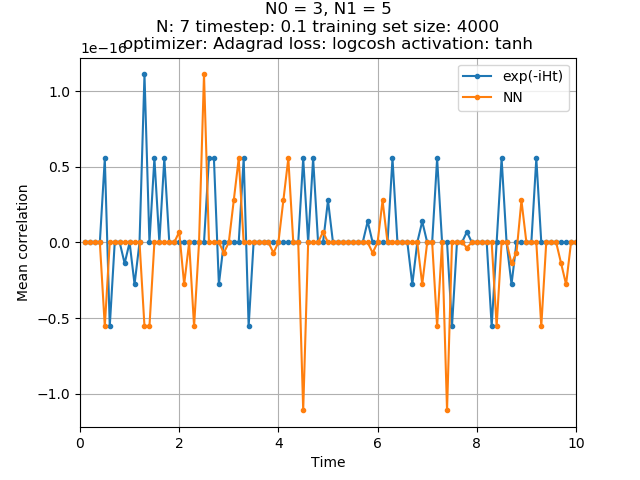 N0 = 3, N1 = 5
N: 7 timestep: 0.1 training set size: 4000
optimizer: Adagrad loss: logcosh activation: tanh
1e−16
exp(-iHt)
NN
Mean correlation
1.0
0.5
0.0
−0.5
−1.0
0 2 4 6 8 10
Time